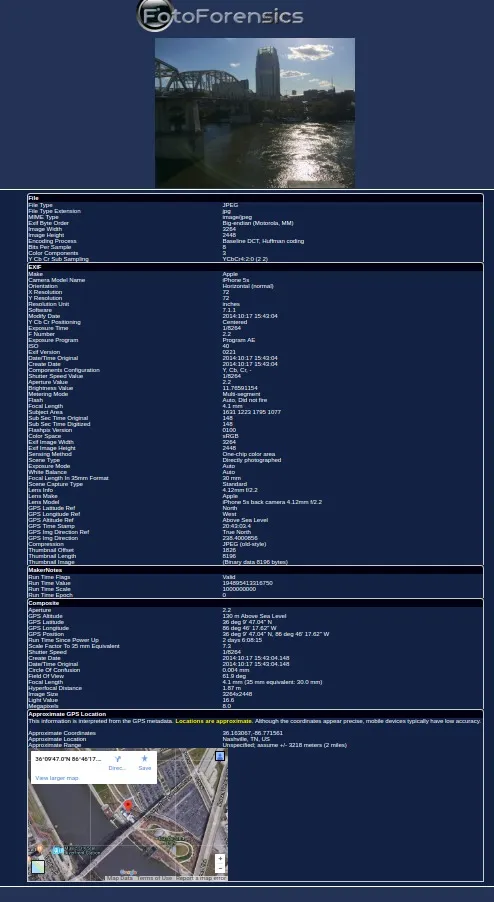 FotoForensics
File
File Type JPEG
File Type Extension jpg
MIME Type image/jpeg
Exif Byte Order Big-endian (Motorola, MM)
Image Width 3264
Image Height 2448
Encoding Process Baseline DCT, Huffman coding
Bits Per Sample 8
Color Components 3
Y Cb Cr Sub Sampling YCbCr4:2:0 (2 2)
EXIF
Make Apple
Camera Model Name iPhone 5s
Orientation Horizontal (normal)
X Resolution 72
Y Resolution 72
Resolution Unit inches
Software 7.1.1
Modify Date 2014:10:17 15:43:04
Y Cb Cr Positioning Centered
Exposure Time 1/8264
F Number 2.2
Exposure Program Program AE
ISO 40
Exif Version 0221
Date/Time Original 2014:10:17 15:43:04
Create Date 2014:10:17 15:43:04
Components Configuration Y, Cb, Cr, -
Shutter Speed Value 1/8264
Aperture Value 2.2
Brightness Value 11.76591154
Metering Mode Multi-segment
Flash Auto, Did not fire
Focal Length 4.1 mm
Subject Area 1631 1223 1795 1077
Sub Sec Time Original 148
Sub Sec Time Digitized 148
Flashpix Version 0100
Color Space sRGB
Exif Image Width 3264
Exif Image Height 2448
Sensing Method One-chip color area
Scene Type Directly photographed
Exposure Mode Auto
White Balance Auto
Focal Length In 35mm Format 30 mm
Scene Capture Type Standard
Lens Info 4.12mm f/2.2
Lens Make Apple
Lens Model iPhone 5s back camera 4.12mm f/2.2
GPS Latitude Ref North
GPS Longitude Ref West
GPS Altitude Ref Above Sea Level
GPS Time Stamp 20:43:03.4
GPS Img Direction Ref True North
GPS Img Direction 238.4000856
Compression JPEG (old-style)
Thumbnail Offset 1826
Thumbnail Length 8196
Thumbnail Image (Binary data 8196 bytes)
MakerNotes
Run Time Flags Valid
Run Time Value 194895413316750
Run Time Scale 1000000000
Run Time Epoch 0
Composite
Aperture 2.2
GPS Altitude 130 m Above Sea Level
GPS Latitude 36 deg 9' 47.04" N
GPS Longitude 86 deg 46' 17.62" W
GPS Position 36 deg 9' 47.04" N, 86 deg 46' 17.62" W
Run Time Since Power Up 2 days 6:08:15
Scale Factor To 35 mm Equivalent 7.3
Shutter Speed 1/8264
Create Date 2014:10:17 15:43:04.148
Date/Time Original 2014:10:17 15:43:04.148
Circle Of Confusion 0.004 mm
Field Of View 61.9 deg
Focal Length 4.1 mm (35 mm equivalent: 30.0 mm)
Hyperfocal Distance 1.87 m
Image Size 3264x2448
Light Value 16.6
Megapixels 8.0
Approximate GPS Location
This information is interpreted from the GPS metadata. Locations are approximate. Although the coordinates appear precise, mobile devices typically have low accuracy.
Approximate Coordinates 36.163067,-86.771561
Approximate Location Nashville, TN, US
Approximate Range Unspecified; assume +/- 3218 meters (2 miles)
36°09'47.0"N 86°46'17...
Direc... Save
View larger map
Google
Map Data Terms of Use Report a map error